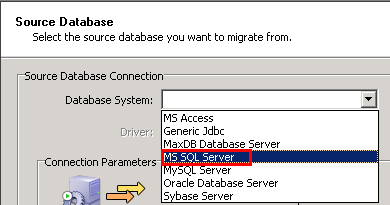 Source Database
Select the source database you want to migrate from.
Source Database Connection
Database System:
MS Access
Generic Jdbc
Driver:
MaxDB Database Server
MS SQL Server
Connection Parameters
MySQL Server
Oracle Database Server
Sybase Server